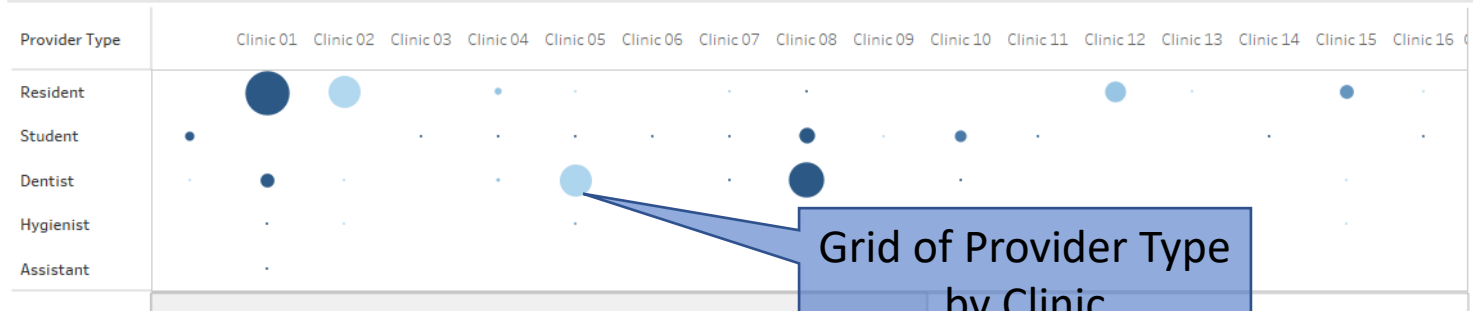 Provider Type Clinic 01 Clinic 02 Clinic 03 Clinic 04 Clinic 05 Clinic 06 Clinic 07 Clinic 08 Clinic 09 Clinic 10 Clinic 11 Clinic 12 Clinic 13 Clinic 14 Clinic 15 Clinic 16
Resident
Student
Dentist
Hygienist
Assistant
Grid of Provider Type
by Clinic